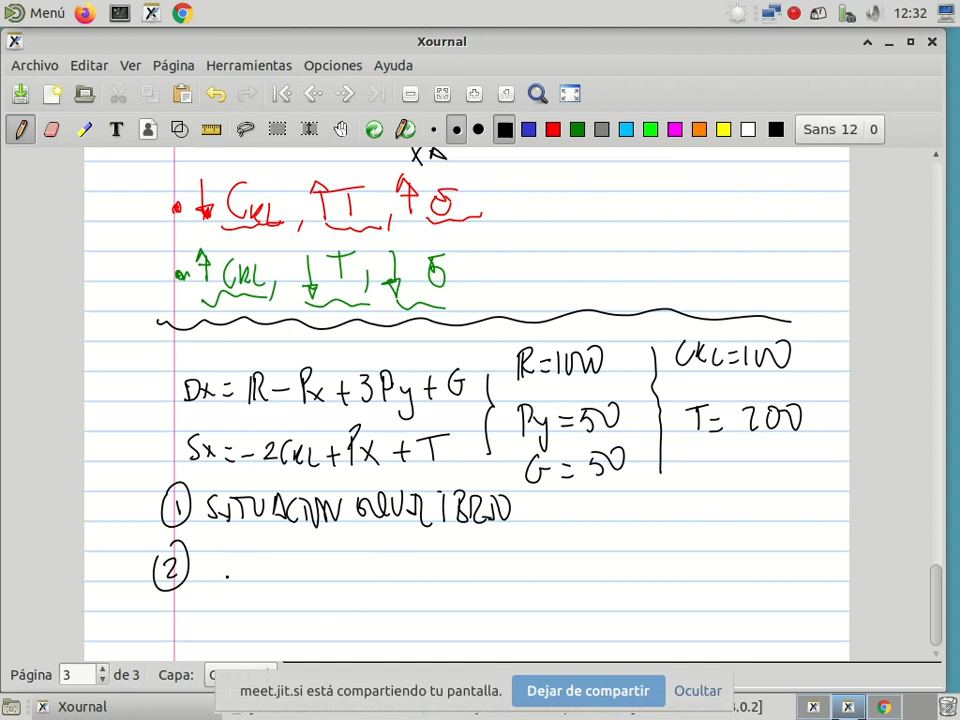 Menú
12:32
Xournal
Archivo Editar Ver Página Herramientas Opciones Ayuda
Sans 12 0
↓ CKL, ↑ T, ↑ δ
↑ CKL, ↓ T, ↓ δ
Dx = R - Px + 3Py + G
Sx = -2CKL + Px + T
R=1000
Py = 50
G = 50
CKL=100
T = 200
① SITUACION EQUILIBRIO
②
Página 3 de 3 Capa:
meet.jit.si está compartiendo tu pantalla. Dejar de compartir Ocultar
Xournal